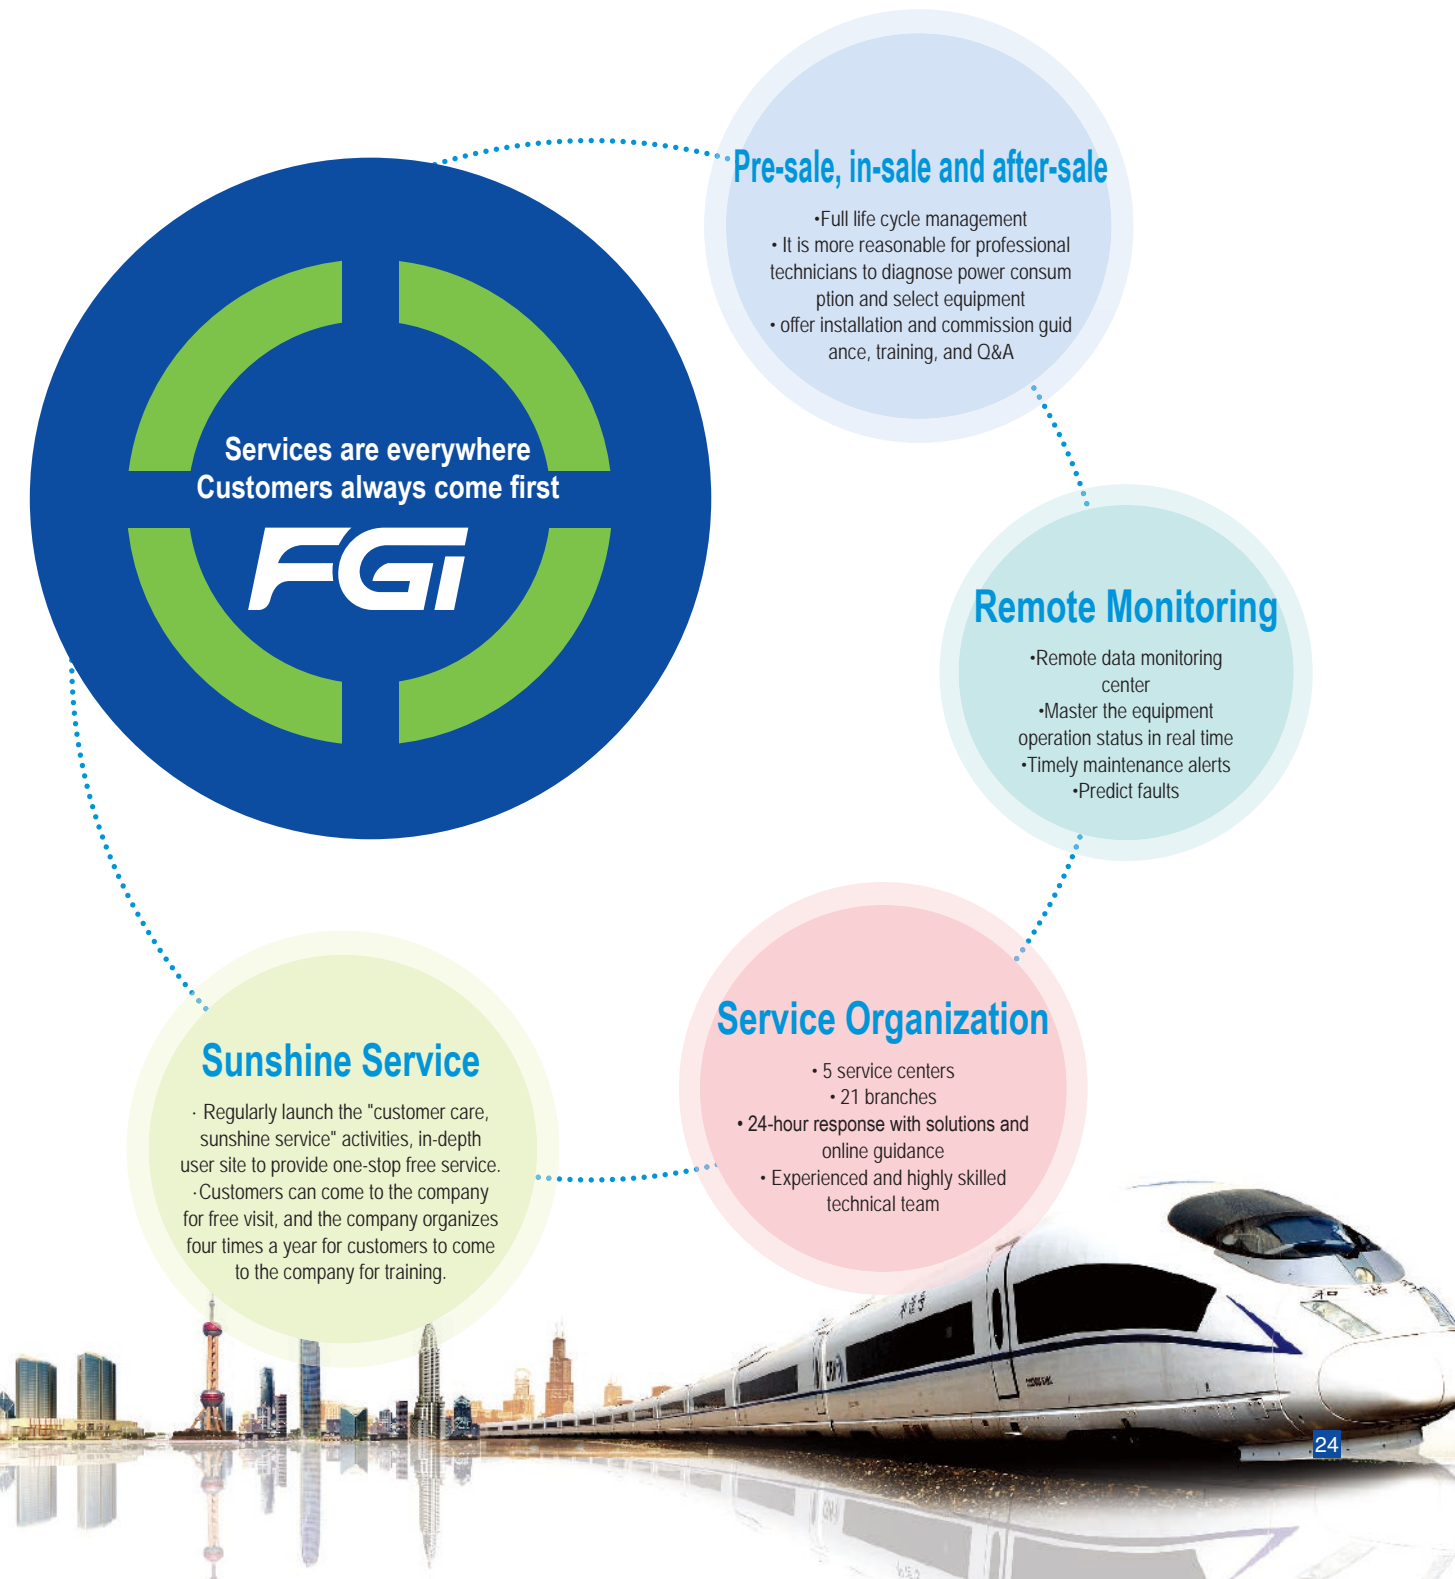 Pre-sale, in-sale and after-sale
•Full life cycle management
• It is more reasonable for professional
technicians to diagnose power consum
ption and select equipment
• offer installation and commission guid
ance, training, and Q&A
Services are everywhere
Customers always come first
FGI
Remote Monitoring
•Remote data monitoring
center
•Master the equipment
operation status in real time
•Timely maintenance alerts
•Predict faults
Service Organization
• 5 service centers
• 21 branches
• 24-hour response with solutions and
online guidance
• Experienced and highly skilled
technical team
Sunshine Service
· Regularly launch the "customer care,
sunshine service" activities, in-depth
user site to provide one-stop free service.
·Customers can come to the company
for free visit, and the company organizes
four times a year for customers to come
to the company for training.
和 谐
CRH
24